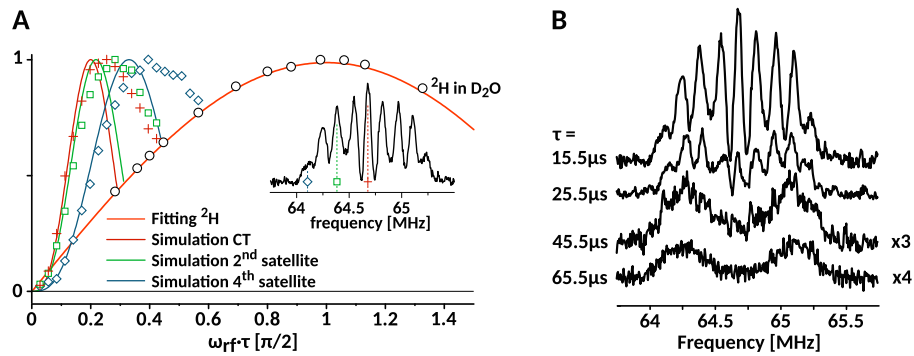 A
1
0
²H in D₂O
Fitting ²H
Simulation CT
Simulation 2ⁿᵈ satellite
Simulation 4ᵗʰ satellite
64 64.5 65
frequency [MHz]
0 0.2 0.4 0.6 0.8 1 1.2 1.4
ωrf·τ [π/2]
B
τ =
15.5µs
25.5µs
45.5µs
x3
65.5µs
x4
64 64.5 65 65.5
Frequency [MHz]